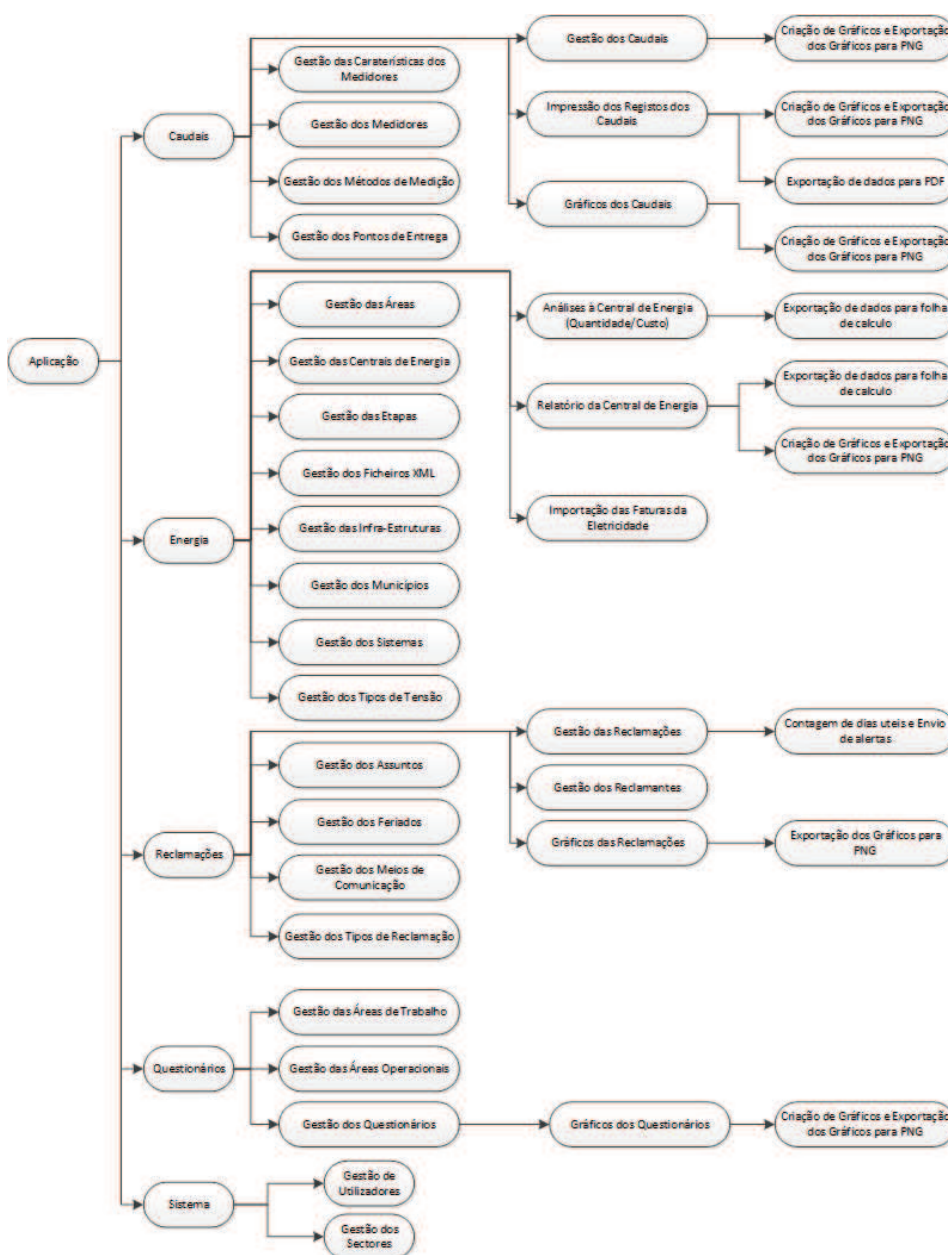 Aplicação
Caudais
Gestão das Caraterísticas dos
Medidores
Gestão dos Medidores
Gestão dos Métodos de Medição
Gestão dos Pontos de Entrega
Gestão dos Caudais
Criação de Gráficos e Exportação
dos Gráficos para PNG
Impressão dos Registos dos
Caudais
Criação de Gráficos e Exportação
dos Gráficos para PNG
Exportação de dados para PDF
Gráficos dos Caudais
Criação de Gráficos e Exportação
dos Gráficos para PNG
Energia
Gestão das Áreas
Gestão das Centrais de Energia
Gestão das Etapas
Gestão dos Ficheiros XML
Gestão das Infra-Estruturas
Gestão dos Municípios
Gestão dos Sistemas
Gestão dos Tipos de Tensão
Análises à Central de Energia
(Quantidade/Custo)
Exportação de dados para folha
de calculo
Relatório da Central de Energia
Exportação de dados para folha
de calculo
Criação de Gráficos e Exportação
dos Gráficos para PNG
Importação das Faturas da
Eletricidade
Reclamações
Gestão dos Assuntos
Gestão dos Feriados
Gestão dos Meios de
Comunicação
Gestão dos Tipos de Reclamação
Gestão das Reclamações
Contagem de dias uteis e Envio
de alertas
Gestão dos Reclamantes
Gráficos das Reclamações
Exportação dos Gráficos para
PNG
Questionários
Gestão das Áreas de Trabalho
Gestão das Áreas Operacionais
Gestão dos Questionários
Gráficos dos Questionários
Criação de Gráficos e Exportação
dos Gráficos para PNG
Sistema
Gestão de
Utilizadores
Gestão dos
Sectores